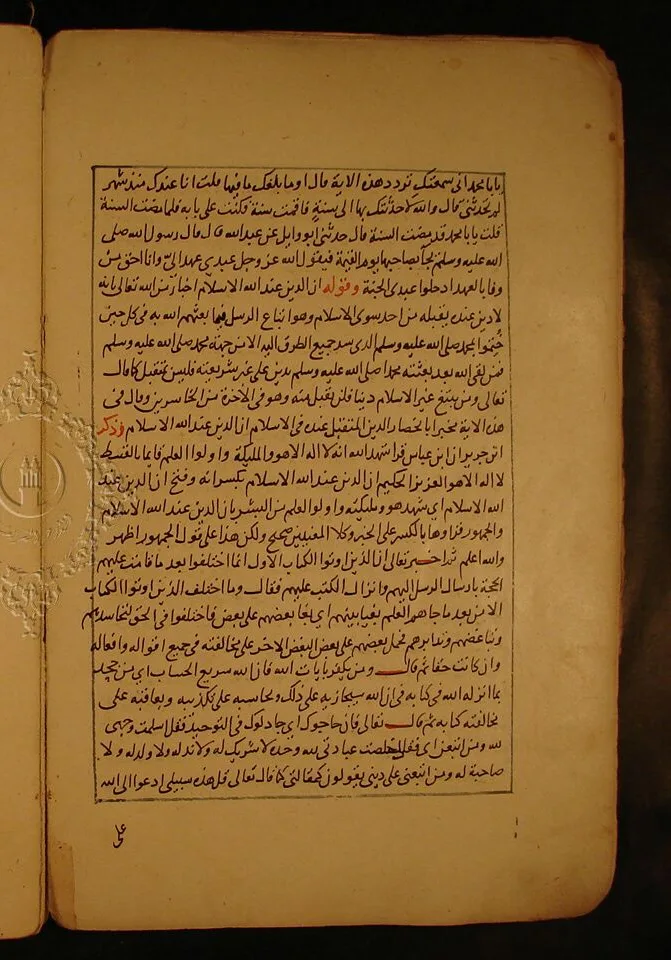 يا با محمد اني سمعتك تردد هذه الاية قال او ما بلغك ما فيها قلت انا عندك منذ شهر
لم تحدثني قال والله لاحدثتك بها الى سنة فاقمت سنة فكنت على بابه فلما مضت السنة
قلت يا با محمد قد مضت السنة قال حدثني ابو وايل عن عبد الله قال قال رسول الله صلى
الله عليه وسلم يجآ بصاحبها يوم القيمة فيقول الله عز وجل عبدي عهد اليّ وانا احق من
وفا بالعهد ادخلوا عبدي الجنة وقوله ان الدين عند الله الاسلام اخبار من الله تعالى بانه
لا دين عنده يقبله من احد سوى الاسلام وهو اتباع الرسل فيما بعثهم الله به في كل حين
ختموا بمحمد صلى الله عليه وسلم الذي سد جميع الطرق اليه الا من جهة محمد صلى الله عليه وسلم
فمن لقى الله بعد بعثته محمدا صلى الله عليه وسلم بدين على غير شريعته فليس بمتقبل كما قال
تعالى ومن يبتغ غير الاسلام دينا فلن يقبل منه وهو في الاخرة من الخاسرين وقال في
هذه الاية مخبرا بانحصار الدين المتقبل عنده في الاسلام ان الدين عند الله الاسلام وذكر
ابن جرير ان ابن عباس قرا شهد الله انه لا اله الا هو والمليكة واولوا العلم قايما بالقسط
لا اله الا هو العزيز الحكيم ان الدين عند الله الاسلام بكسر انه وفتح ان الدين عند
الله الاسلام اي شهد هو وملئكته واولو العلم من البشر بان الدين عند الله الاسلام
والجمهور قراوها بالكسر على الخبر وكلا المعنيين صحيح ولكن هذا على قول الجمهور اظهر
والله اعلم ثم اخبر تعالى ان الذين اوتوا الكتاب الاول انما اختلفوا بعد ما قامت عليهم
الحجة بارسال الرسل اليهم وانزال الكتب عليهم فقال وما اختلف الذين اوتوا الكتاب
الا من بعد ما جاهم العلم بغيا بينهم اي بغا بعضهم على بعض فاختلفوا في الحق لتحاسدهم
وتباغضهم وتدابرهم فحمل بعضهم على بعض البغض الاخر على مخالفته في جميع اقواله وافعاله
وان كانت حقا ثم قال ومن يكفر بايات الله فان الله سريع الحساب اي من جحد
بما انزله الله في كتابه فان الله سيجازيه على ذلك ويحاسبه على تكذيبه ويعاقبه على
مخالفته كتابه ثم قال تعالى فان حاجوك اي جادلوك في التوحيد فقل اسلمت وجهي
لله ومن اتبعن اي فقل اخلصت عبادتي لله وحده لا شريك له ولا ند له ولا ولد له ولا
صاحبة له ومن اتبعني على ديني يقولون كمقالتي كما قال تعالى قل هذه سبيلي ادعوا الى الله